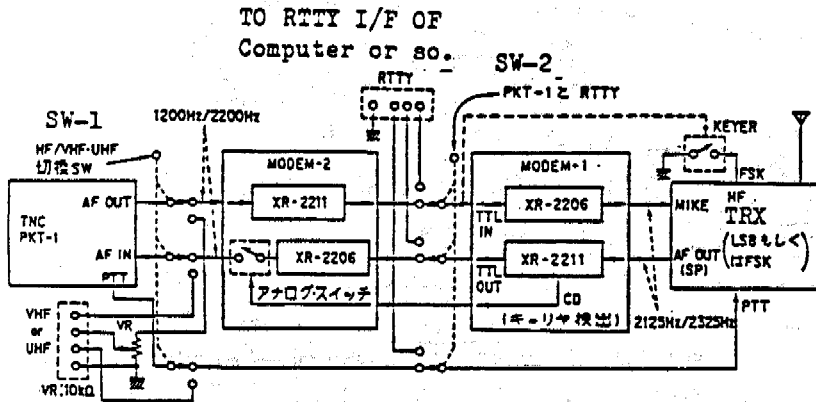 TO RTTY I/F OF
Computer or so.
RTTY
SW-2
PKT-1と RTTY
SW-1
1200Hz/2200Hz
HF/VHF・UHF
切換SW
KEYER
FSK
MODEM-2
MODEM-1
TNC
PKT-1
AF OUT
AF IN
PTT
XR-2211
XR-2206
アナログ・スイッチ
TTL
IN
XR-2206
TTL
OUT
XR-2211
CD
(キャリヤ検出)
MIKE
HF
TRX
(LSBもしく
はFSK)
AF OUT
(SP)
PTT
2125Hz/2325Hz
VHF
or
UHF
VR
VR:10kΩ